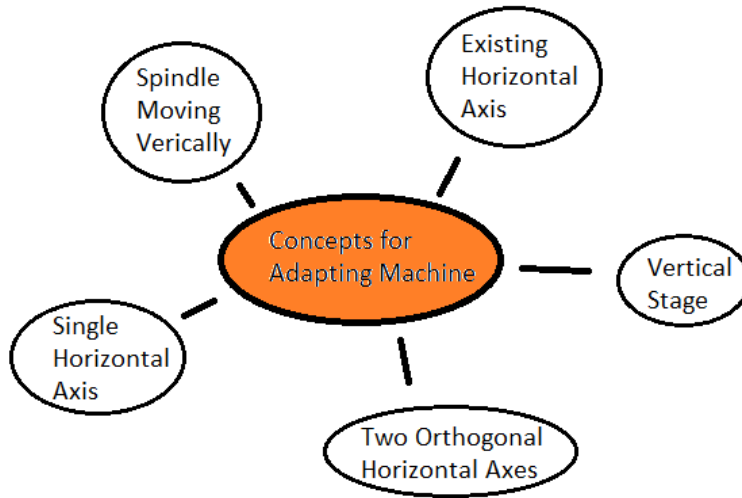 Spindle
Moving
Verically
Existing
Horizontal
Axis
Concepts for
Adapting Machine
Vertical
Stage
Single
Horizontal
Axis
Two Orthogonal
Horizontal Axes